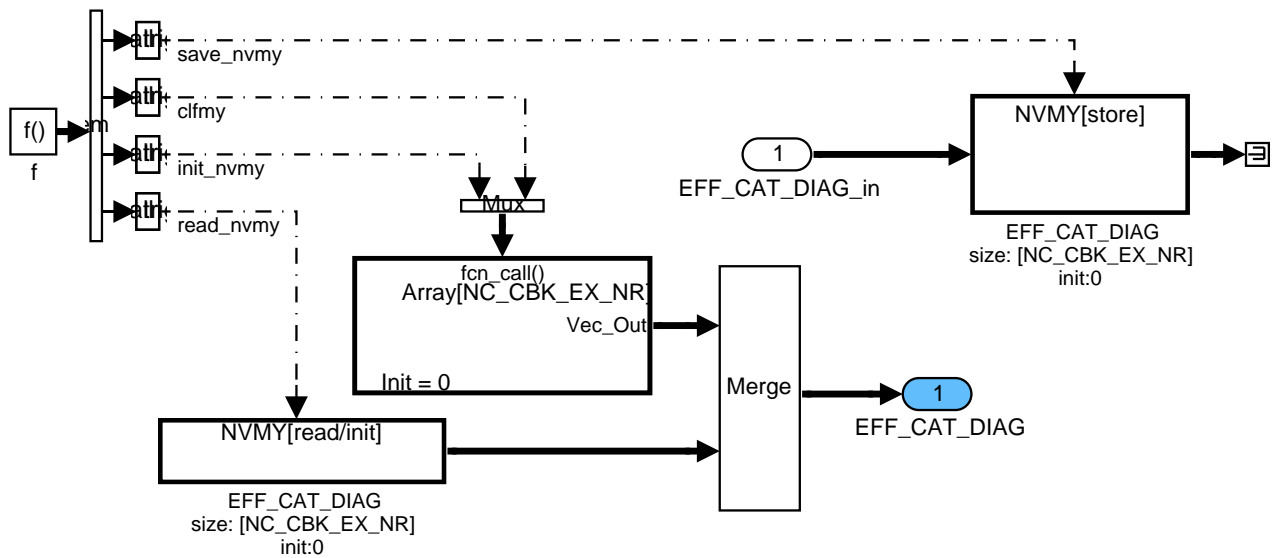 save_nvmy
clfmy
init_nvmy
read_nvmy
f()
f
NVMY[store]
1
EFF_CAT_DIAG_in
EFF_CAT_DIAG
size: [NC_CBK_EX_NR]
init:0
Mux
fcn_call()
Array[NC_CBK_EX_NR]
Vec_Out
Init = 0
Merge
1
EFF_CAT_DIAG
NVMY[read/init]
EFF_CAT_DIAG
size: [NC_CBK_EX_NR]
init:0